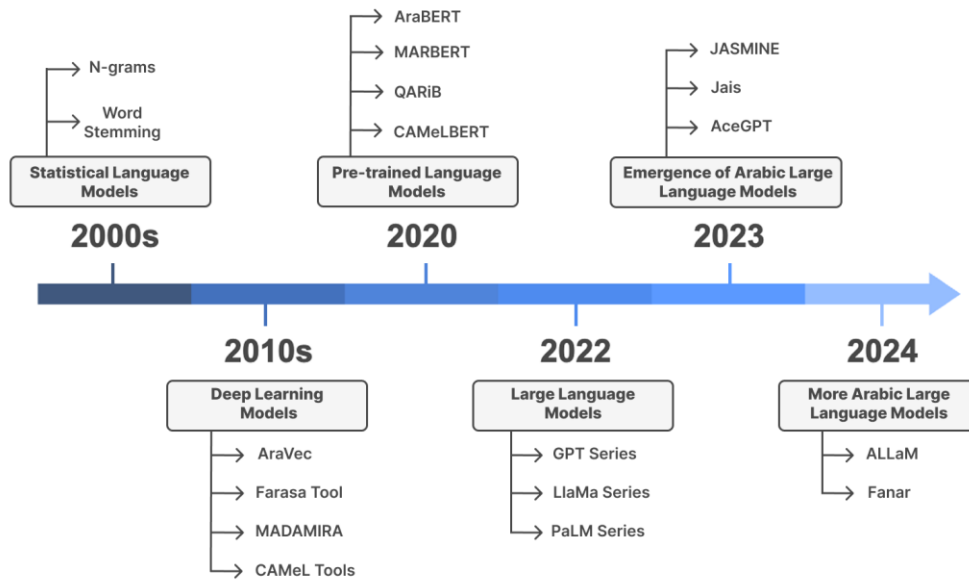 N-grams
Word
Stemming
Statistical Language
Models
2000s
AraBERT
MARBERT
QARiB
CAMeLBERT
Pre-trained Language
Models
2020
JASMINE
Jais
AceGPT
Emergence of Arabic Large
Language Models
2023
2010s
Deep Learning
Models
AraVec
Farasa Tool
MADAMIRA
CAMeL Tools
2022
Large Language
Models
GPT Series
LlaMa Series
PaLM Series
2024
More Arabic Large
Language Models
ALLaM
Fanar